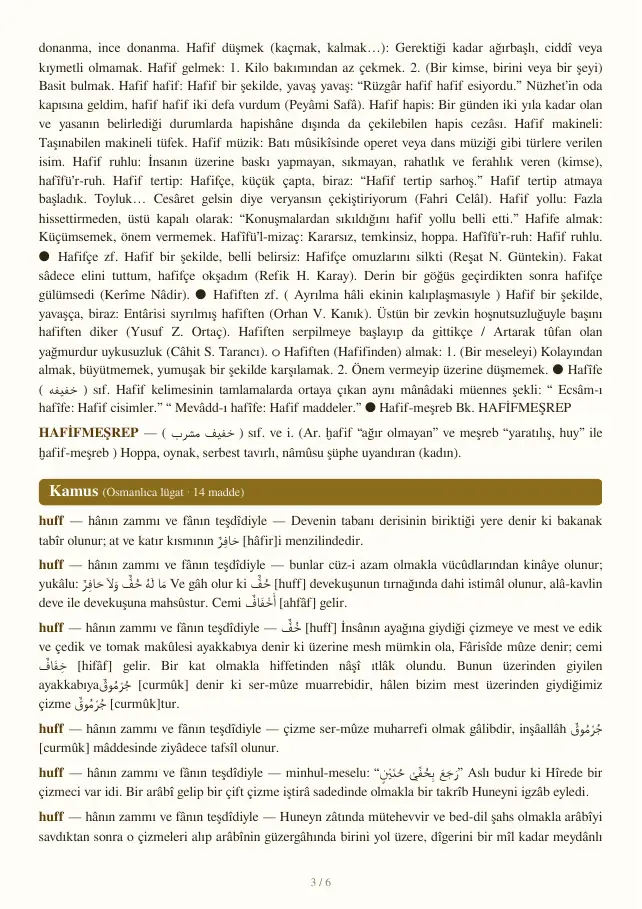 donanma, ince donanma. Hafif düşmek (kaçmak, kalmak…): Gerektiği kadar ağırbaşlı, ciddî veya
kıymetli olmamak. Hafif gelmek: 1. Kilo bakımından az çekmek. 2. (Bir kimse, birini veya bir şeyi)
Basit bulmak. Hafif hafif: Hafif bir şekilde, yavaş yavaş: “Rüzgâr hafif hafif esiyordu.” Nüzhet’in oda
kapısına geldim, hafif hafif iki defa vurdum (Peyâmi Safâ). Hafif hapis: Bir günden iki yıla kadar olan
ve yasanın belirlediği durumlarda hapishâne dışında da çekilebilen hapis cezâsı. Hafif makineli:
Taşınabilen makineli tüfek. Hafif müzik: Batı mûsikîsinde operet veya dans müziği gibi türlere verilen
isim. Hafif ruhlu: İnsanın üzerine baskı yapmayan, sıkmayan, rahatlık ve ferahlık veren (kimse),
hafîfü’r-ruh. Hafif tertip: Hafifçe, küçük çapta, biraz: “Hafif tertip sarhoş.” Hafif tertip atmaya
başladık. Toyluk… Cesâret gelsin diye veryansın çekiştiriyorum (Fahri Celâl). Hafif yollu: Fazla
hissettirmeden, üstü kapalı olarak: “Konuşmalardan sıkıldığını hafif yollu belli etti.” Hafife almak:
Küçümsemek, önem vermemek. Hafîfü’l-mizaç: Kararsız, temkinsiz, hoppa. Hafîfü’r-ruh: Hafif ruhlu.
● Hafifçe zf. Hafif bir şekilde, belli belirsiz: Hafifçe omuzlarını silkti (Reşat N. Güntekin). Fakat
sâdece elini tuttum, hafifçe okşadım (Refik H. Karay). Derin bir göğüs geçirdikten sonra hafifçe
gülümsedi (Kerîme Nâdir). ● Hafiften zf. ( Ayrılma hâli ekinin kalıplaşmasıyle ) Hafif bir şekilde,
yavaşça, biraz: Entârisi sıyrılmış hafiften (Orhan V. Kanık). Üstün bir zevkin hoşnutsuzluğuyle başını
hafiften diker (Yusuf Z. Ortaç). Hafiften serpilmeye başlayıp da gittikçe / Artarak tûfan olan
yağmurdur uykusuzluk (Câhit S. Tarancı). ○ Hafiften (Hafifinden) almak: 1. (Bir meseleyi) Kolayından
almak, büyütmemek, yumuşak bir şekilde karşılamak. 2. Önem vermeyip üzerine düşmemek. ● Hafîfe
( خفيفه ) sıf. Hafif kelimesinin tamlamalarda ortaya çıkan aynı mânâdaki müennes şekli: “ Ecsâm-ı
hafîfe: Hafif cisimler.” “ Mevâdd-ı hafîfe: Hafif maddeler.” ● Hafif-meşreb Bk. HAFİFMEŞREP
HAFİFMEŞREP — ( خفيف مشرب ) sıf. ve i. (Ar. ḫafіf “ağır olmayan” ve meşreb “yaratılış, huy” ile
ḫafіf-meşreb ) Hoppa, oynak, serbest tavırlı, nâmûsu şüphe uyandıran (kadın).
Kamus (Osmanlıca lügat · 14 madde)
huff — hânın zammı ve fânın teşdîdiyle — Devenin tabanı derisinin biriktiği yere denir ki bakanak
tabîr olunur; at ve katır kısmının حَافِرٌ [hâfir]i menzilindedir.
huff — hânın zammı ve fânın teşdîdiyle — bunlar cüz-i azam olmakla vücûdlarından kinâye olunur;
yukâlu: مَا لَهُ خُفٌّ وَلاَ حَافِرٌ Ve gâh olur ki خُفٌّ [huff] devekuşunun tırnağında dahi istimâl olunur, alâ-kavlin
deve ile devekuşuna mahsûstur. Cemi أَخْفَافٌ [ahfâf] gelir.
huff — hânın zammı ve fânın teşdîdiyle — خُفٌّ [huff] İnsânın ayağına giydiği çizmeye ve mest ve edik
ve çedik ve tomak makûlesi ayakkabıya denir ki üzerine mesh mümkin ola, Fârisîde mûze denir; cemi
خِفَافٌ [hifâf] gelir. Bir kat olmakla hiffetinden nâşî ıtlâk olundu. Bunun üzerinden giyilen
ayakkabıyaجُرْمُوقٌ [curmûk] denir ki ser-mûze muarrebidir, hâlen bizim mest üzerinden giydiğimiz
çizme جُرْمُوقٌ [curmûk]tur.
huff — hânın zammı ve fânın teşdîdiyle — çizme ser-mûze muharrefi olmak gâlibdir, inşâallâh جُرْمُوقٌ
[curmûk] mâddesinde ziyâdece tafsîl olunur.
huff — hânın zammı ve fânın teşdîdiyle — minhul-meselu: “رَجَعَ بِخُفَّيْ حُنَيْنٍ” Aslı budur ki Hîrede bir
çizmeci var idi. Bir arâbî gelip bir çift çizme iştirâ sadedinde olmakla bir takrîb Huneyni igzâb eyledi.
huff — hânın zammı ve fânın teşdîdiyle — Huneyn zâtında mütehevvir ve bed-dil şahs olmakla arâbîyi
savdıktan sonra o çizmeleri alıp arâbînin güzergâhında birini yol üzere, dîgerini bir mîl kadar meydânlı
3 / 6